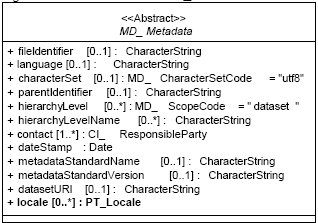 <<Abstract>>
MD_ Metadata
+ fileIdentifier [0..1] : CharacterString
+ language [0..1] : CharacterString
+ characterSet [0..1] : MD_ CharacterSetCode = "utf8"
+ parentIdentifier [0..1] : CharacterString
+ hierarchyLevel [0..*] : MD_ ScopeCode = " dataset "
+ hierarchyLevelName [0..*] : CharacterString
+ contact [1..*] : CI_ ResponsibleParty
+ dateStamp : Date
+ metadataStandardName [0..1] : CharacterString
+ metadataStandardVersion [0..1] : CharacterString
+ datasetURI [0..1] : CharacterString
+ locale [0..*] : PT_Locale